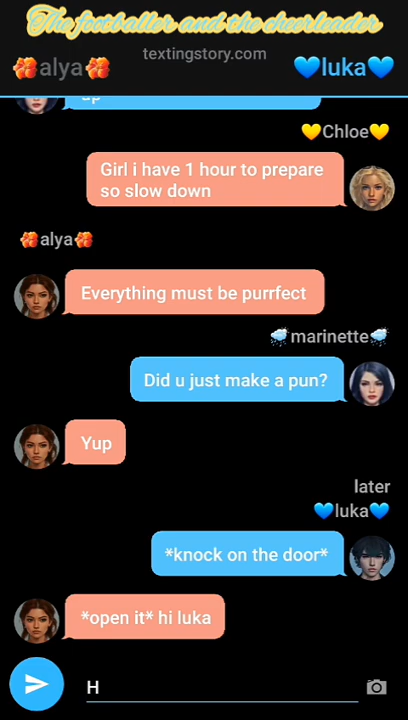 The footballer and the cheerleader
textingstory.com
🏵️alya🏵️
💙luka💙
up
💛Chloe💛
Girl i have 1 hour to prepare
so slow down
🏵️alya🏵️
Everything must be purrfect
🌧️marinette🌧️
Did u just make a pun?
Yup
later
💙luka💙
*knock on the door*
*open it* hi luka
H